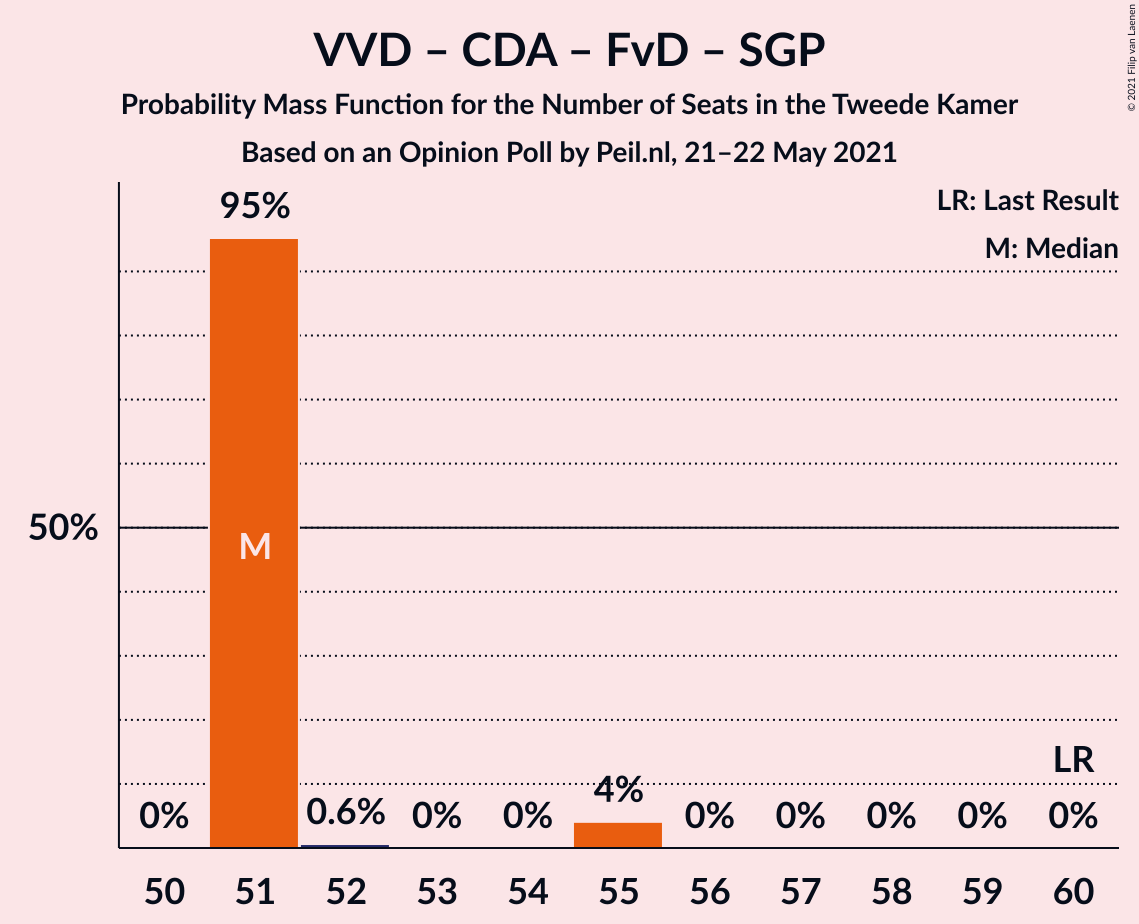 VVD – CDA – FvD – SGP
Probability Mass Function for the Number of Seats in the Tweede Kamer
Based on an Opinion Poll by Peil.nl, 21–22 May 2021
© 2021 Filip van Laenen
LR: Last Result
M: Median
95%
50%
M
LR
0%
0.6%
0%
0%
4%
0%
0%
0%
0%
0%
50 51 52 53 54 55 56 57 58 59 60